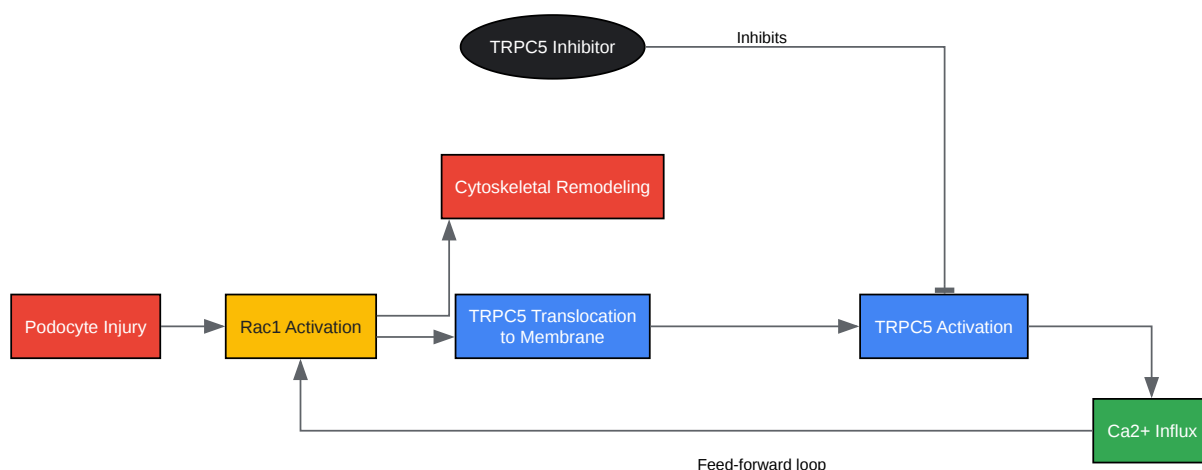 TRPC5 Inhibitor
Inhibits
Cytoskeletal Remodeling
Podocyte Injury
Rac1 Activation
TRPC5 Translocation
to Membrane
TRPC5 Activation
Ca2+ Influx
Feed-forward loop